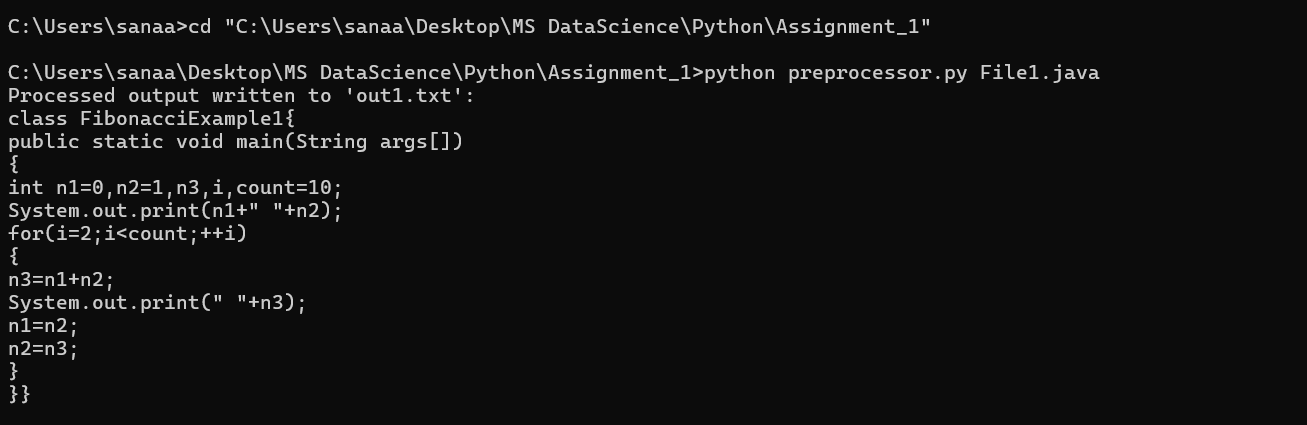 C:\Users\sanaa>cd "C:\Users\sanaa\Desktop\MS DataScience\Python\Assignment_1"
C:\Users\sanaa\Desktop\MS DataScience\Python\Assignment_1>python preprocessor.py File1.java
Processed output written to 'out1.txt':
class FibonacciExample1{
public static void main(String args[])
{
int n1=0,n2=1,n3,i,count=10;
System.out.print(n1+" "+n2);
for(i=2;i<count;++i)
{
n3=n1+n2;
System.out.print(" "+n3);
n1=n2;
n2=n3;
}
}}